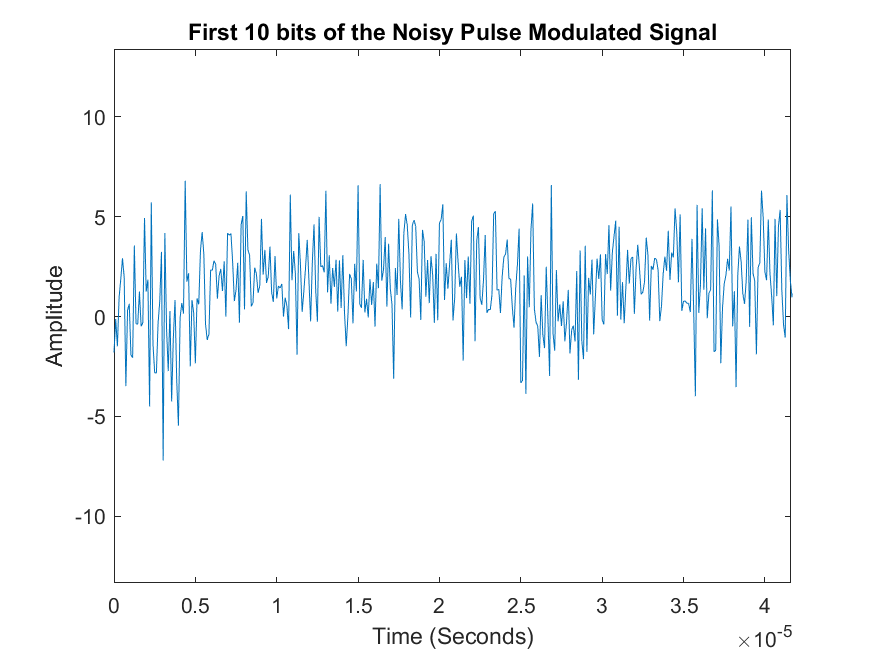 First 10 bits of the Noisy Pulse Modulated Signal
10
5
0
-5
-10
Amplitude
0 0.5 1 1.5 2 2.5 3 3.5 4
Time (Seconds)
×10-5